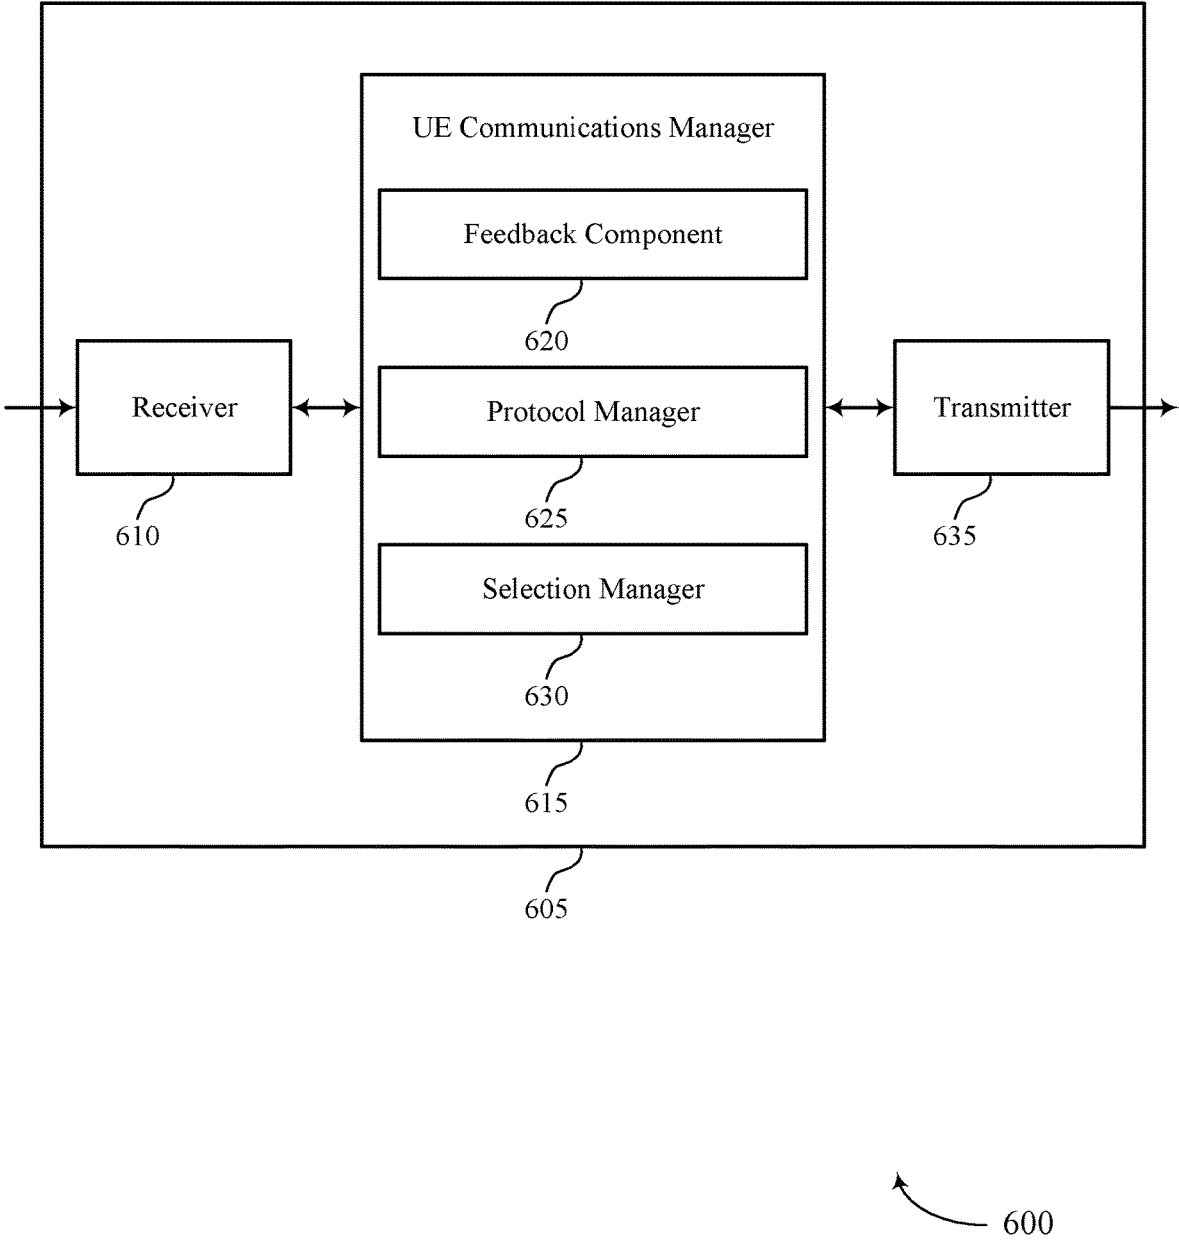 UE Communications Manager
Feedback Component
620
Receiver
Protocol Manager
Transmitter
610
625
635
Selection Manager
630
615
605
600